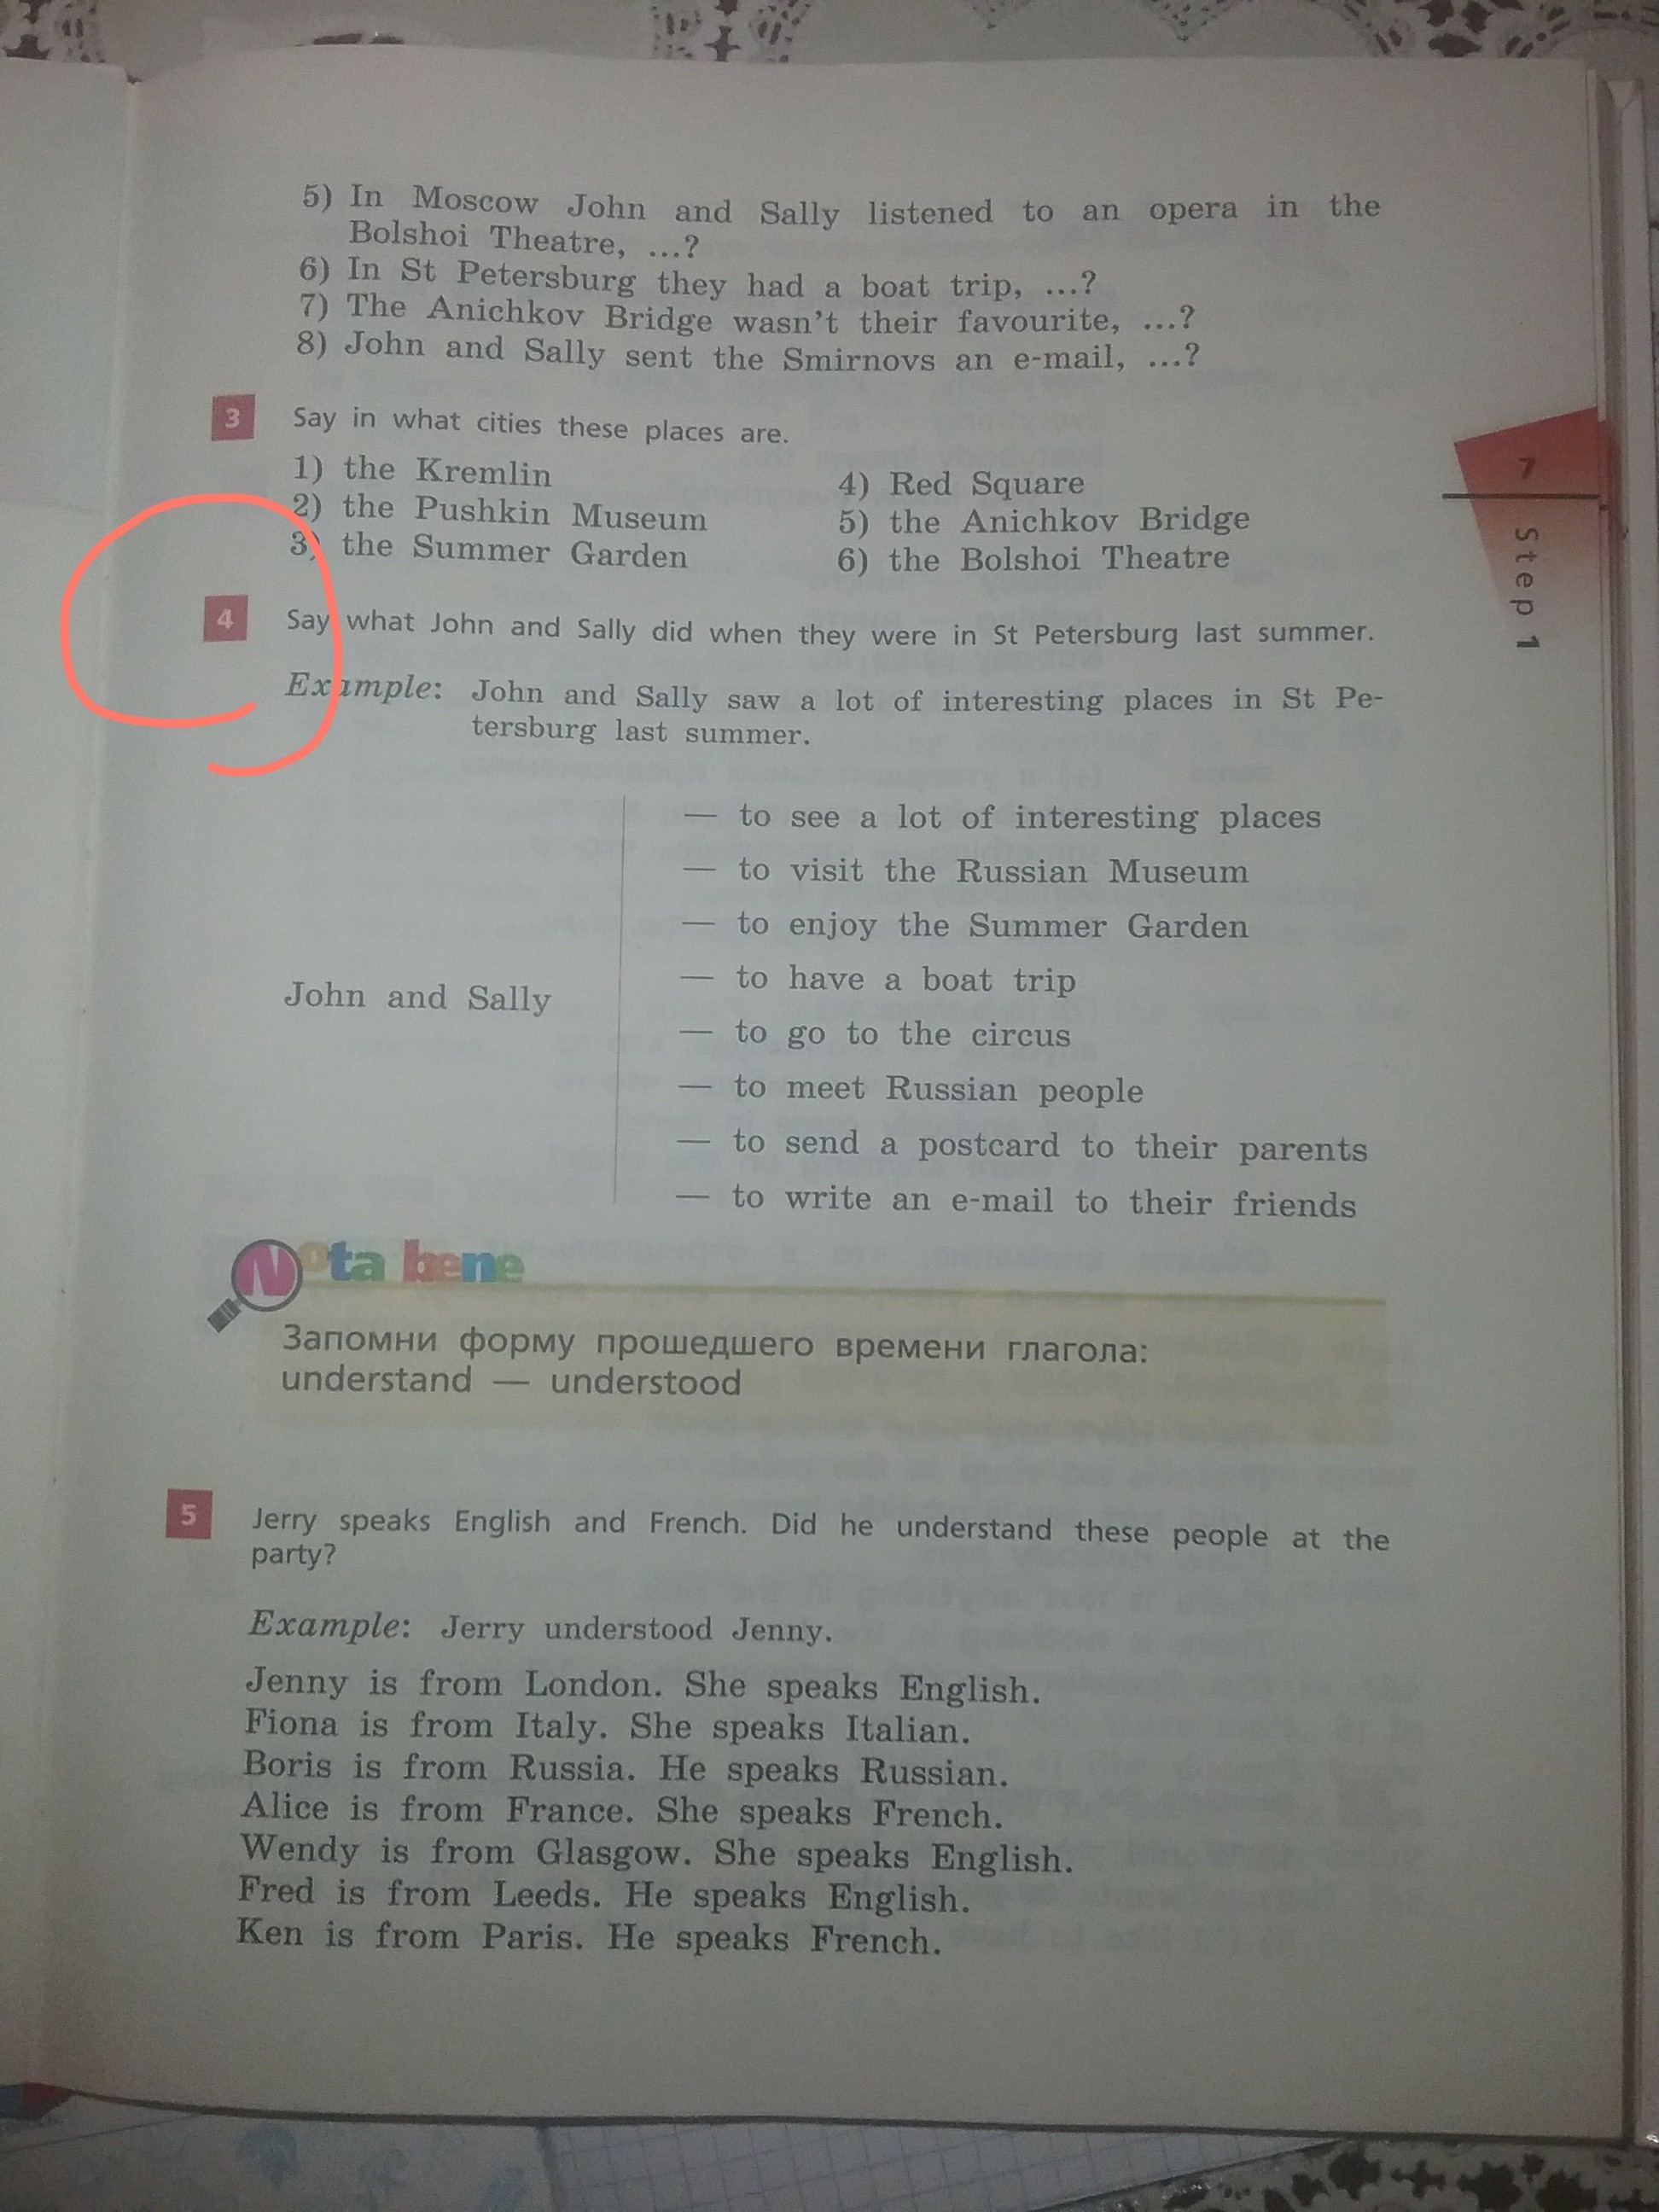 5) In Moscow John and Sally listened to an opera in the
Bolshoi Theatre, ...?
6) In St Petersburg they had a boat trip, ...?
7) The Anichkov Bridge wasn't their favourite, ...?
8) John and Sally sent the Smirnovs an e-mail, ...?
3 Say in what cities these places are.
1) the Kremlin
2) the Pushkin Museum
3) the Summer Garden
4) Red Square
5) the Anichkov Bridge
6) the Bolshoi Theatre
7
Step 1
4 Say what John and Sally did when they were in St Petersburg last summer.
Example: John and Sally saw a lot of interesting places in St Pe-
tersburg last summer.
John and Sally
— to see a lot of interesting places
— to visit the Russian Museum
— to enjoy the Summer Garden
— to have a boat trip
— to go to the circus
— to meet Russian people
— to send a postcard to their parents
— to write an e-mail to their friends
Nota bene
Запомни форму прошедшего времени глагола:
understand — understood
5 Jerry speaks English and French. Did he understand these people at the
party?
Example: Jerry understood Jenny.
Jenny is from London. She speaks English.
Fiona is from Italy. She speaks Italian.
Boris is from Russia. He speaks Russian.
Alice is from France. She speaks French.
Wendy is from Glasgow. She speaks English.
Fred is from Leeds. He speaks English.
Ken is from Paris. He speaks French.